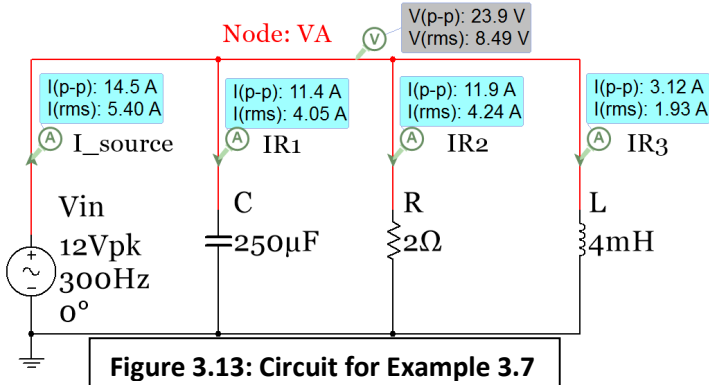 V(p-p): 23.9 V
V(rms): 8.49 V
Node: VA
V
I(p-p): 14.5 A
I(rms): 5.40 A
I(p-p): 11.4 A
I(rms): 4.05 A
I(p-p): 11.9 A
I(rms): 4.24 A
I(p-p): 3.12 A
I(rms): 1.93 A
A I_source
A IR1
A IR2
A IR3
Vin
12Vpk
300Hz
0°
C
250µF
R
2Ω
L
4mH
Figure 3.13: Circuit for Example 3.7